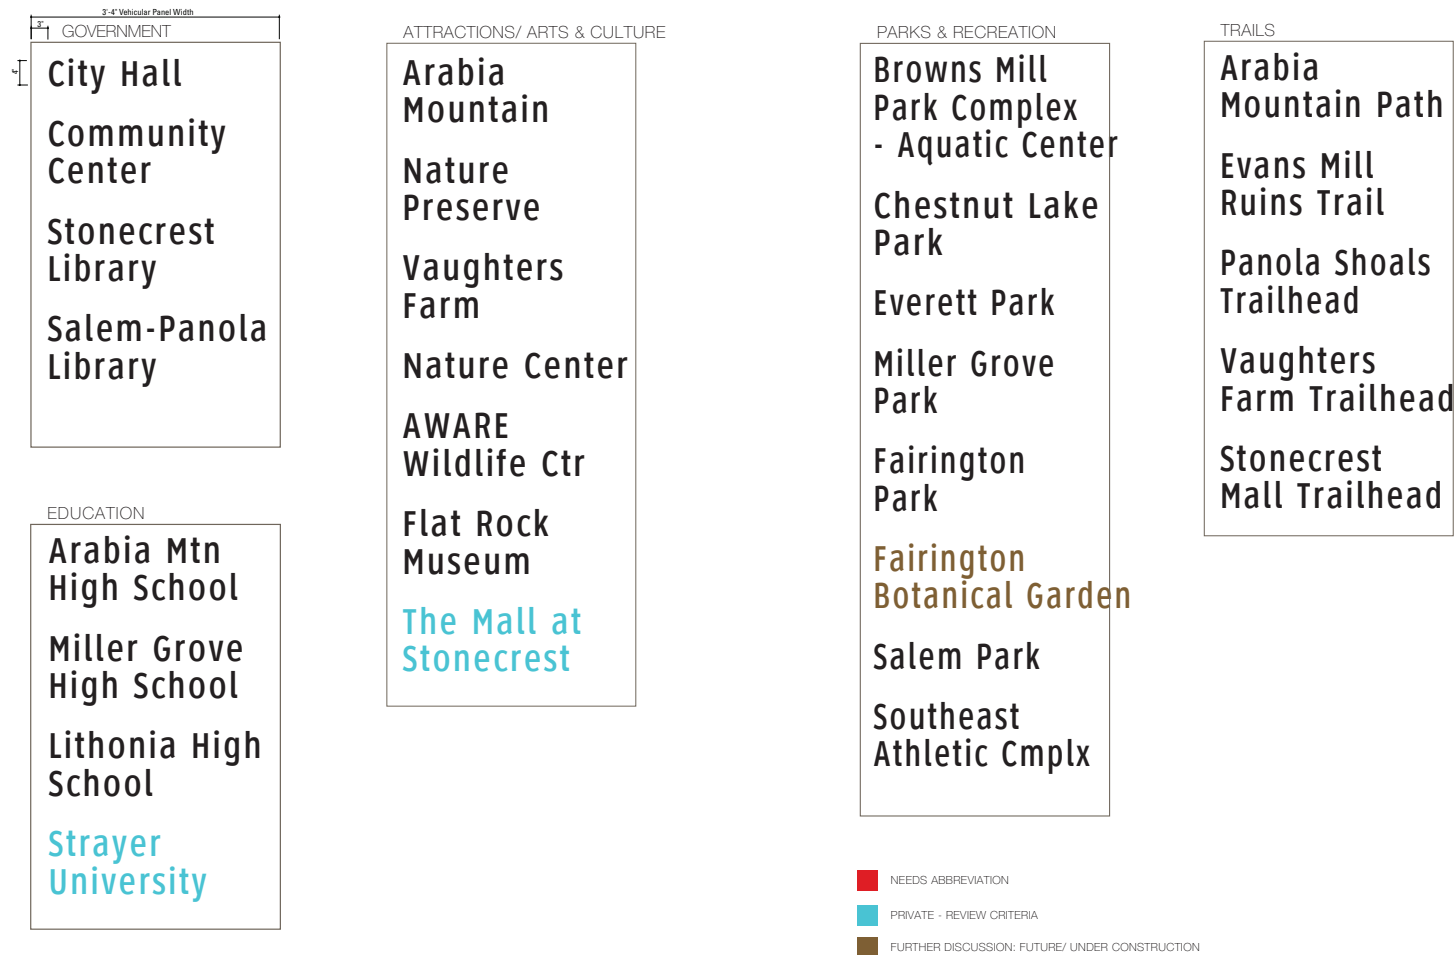 3'-4" Vehicular Panel Width
3"
4"
GOVERNMENT
City Hall
Community
Center
Stonecrest
Library
Salem-Panola
Library
EDUCATION
Arabia Mtn
High School
Miller Grove
High School
Lithonia High
School
Strayer
University
ATTRACTIONS/ ARTS & CULTURE
Arabia
Mountain
Nature
Preserve
Vaughters
Farm
Nature Center
AWARE
Wildlife Ctr
Flat Rock
Museum
The Mall at
Stonecrest
PARKS & RECREATION
Browns Mill
Park Complex
- Aquatic Center
Chestnut Lake
Park
Everett Park
Miller Grove
Park
Fairington
Park
Fairington
Botanical Garden
Salem Park
Southeast
Athletic Cmplx
TRAILS
Arabia
Mountain Path
Evans Mill
Ruins Trail
Panola Shoals
Trailhead
Vaughters
Farm Trailhead
Stonecrest
Mall Trailhead
NEEDS ABBREVIATION
PRIVATE - REVIEW CRITERIA
FURTHER DISCUSSION: FUTURE/ UNDER CONSTRUCTION